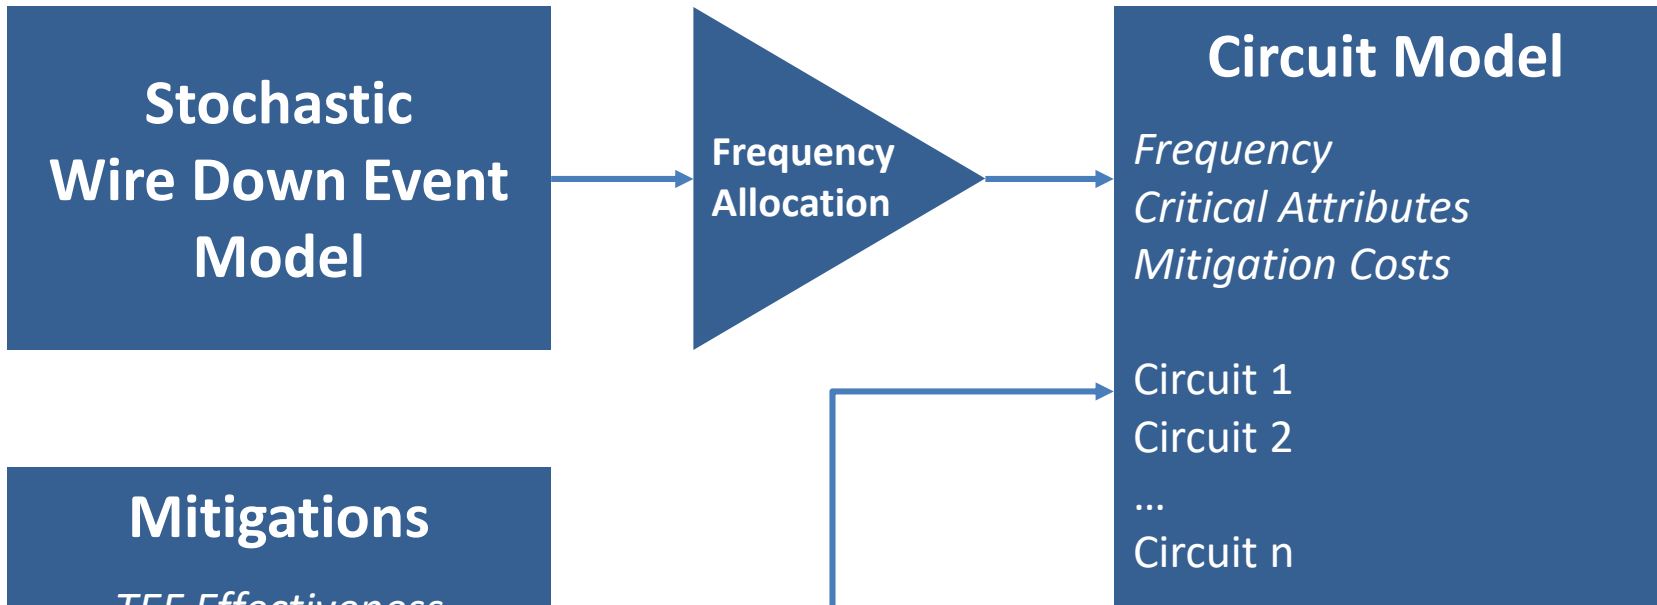 Stochastic
Wire Down Event
Model
Frequency
Allocation
Circuit Model
Frequency
Critical Attributes
Mitigation Costs
Circuit 1
Circuit 2
...
Circuit n
Mitigations
Effectiveness